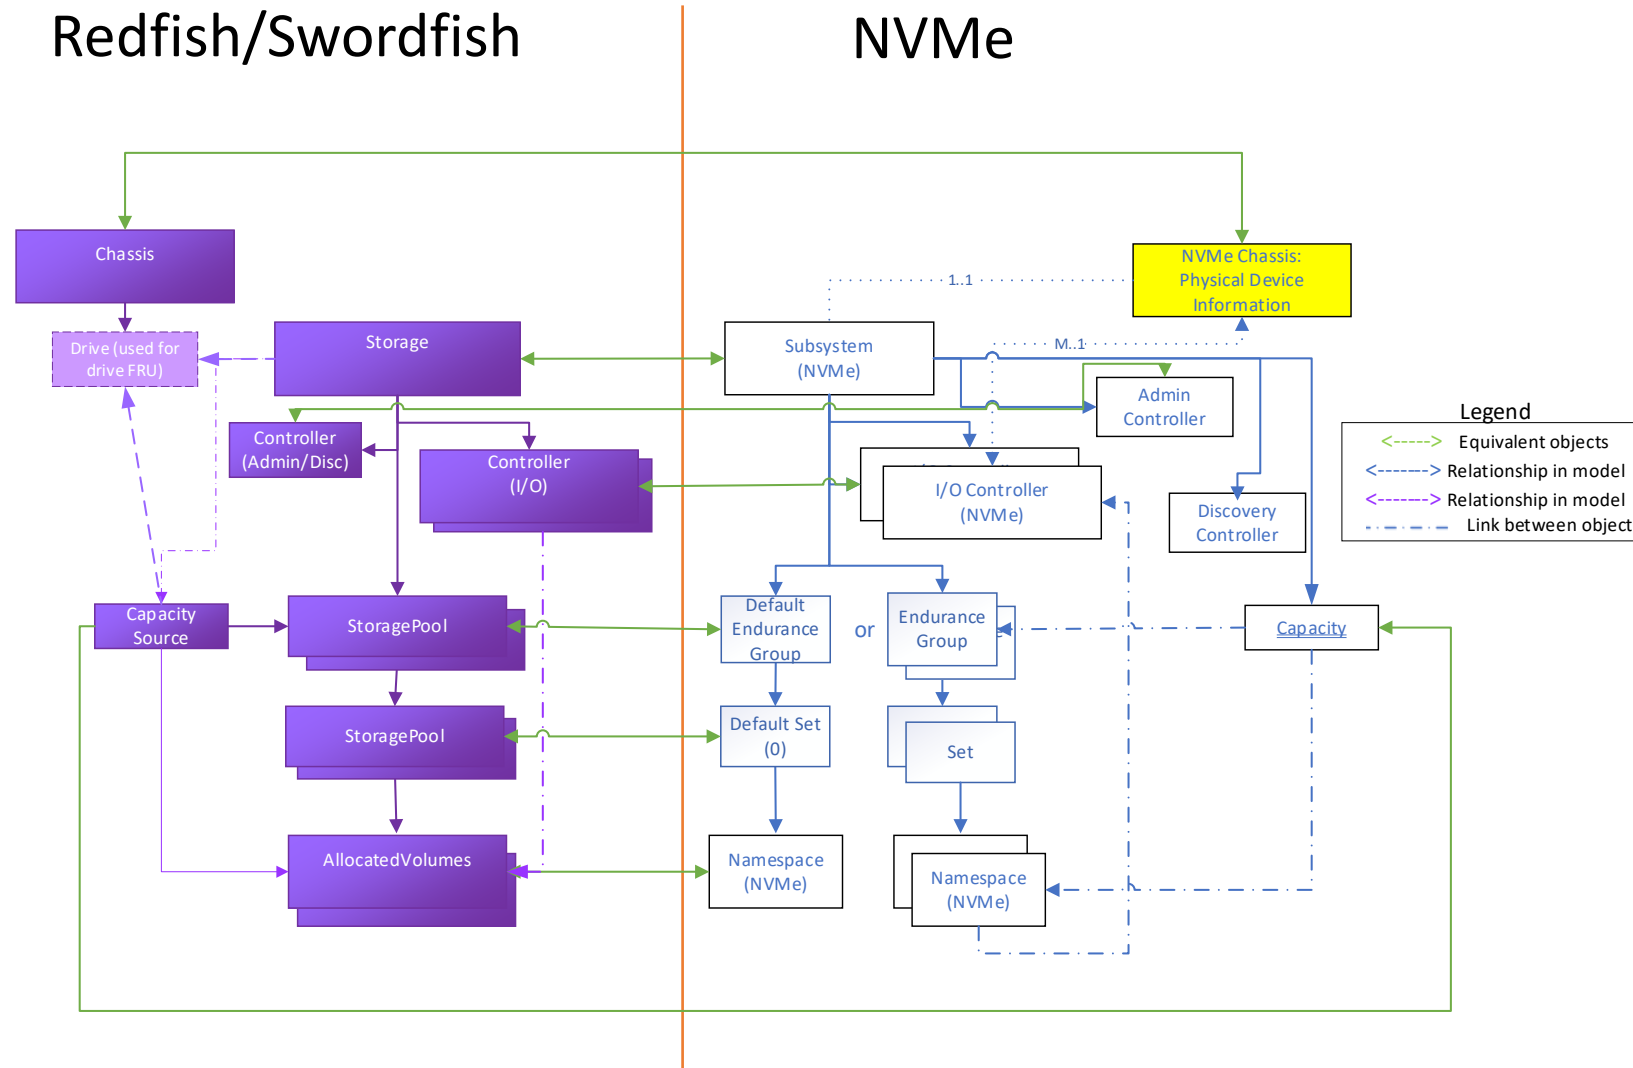 Redfish/Swordfish
NVMe
Chassis
NVMe Chassis:
Physical Device
Information
1..1
Drive (used for
drive FRU)
Storage
Subsystem
(NVMe)
M..1
Admin
Controller
Legend
Equivalent objects
Relationship in model
Relationship in model
Link between object
Controller
(Admin/Disc)
Controller
(I/O)
I/O Controller
(NVMe)
Discovery
Controller
Capacity
Source
StoragePool
Default
Endurance
Group
or
Endurance
Group
Capacity
StoragePool
Default Set
(0)
Set
AllocatedVolumes
Namespace
(NVMe)
Namespace
(NVMe)